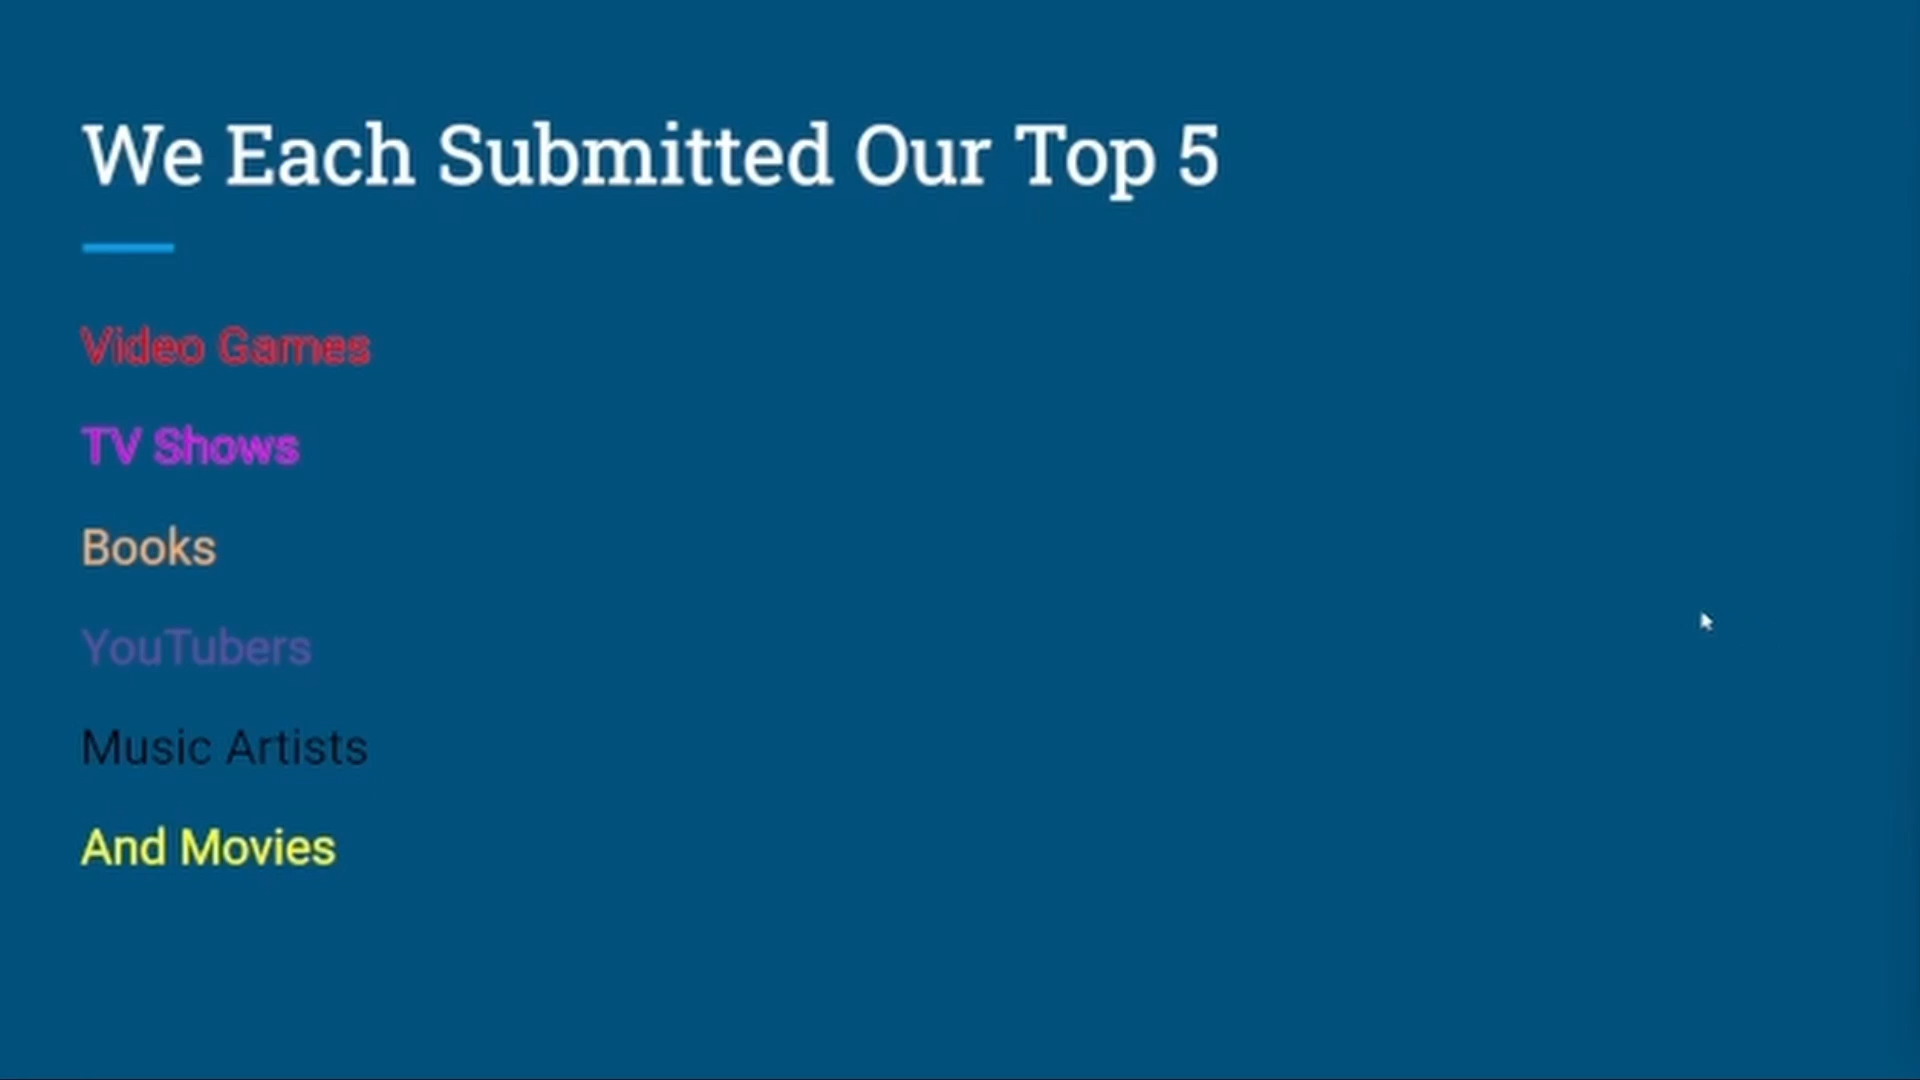 We Each Submitted Our Top 5
Video Games
TV Shows
Books
YouTubers
Music Artists
And Movies